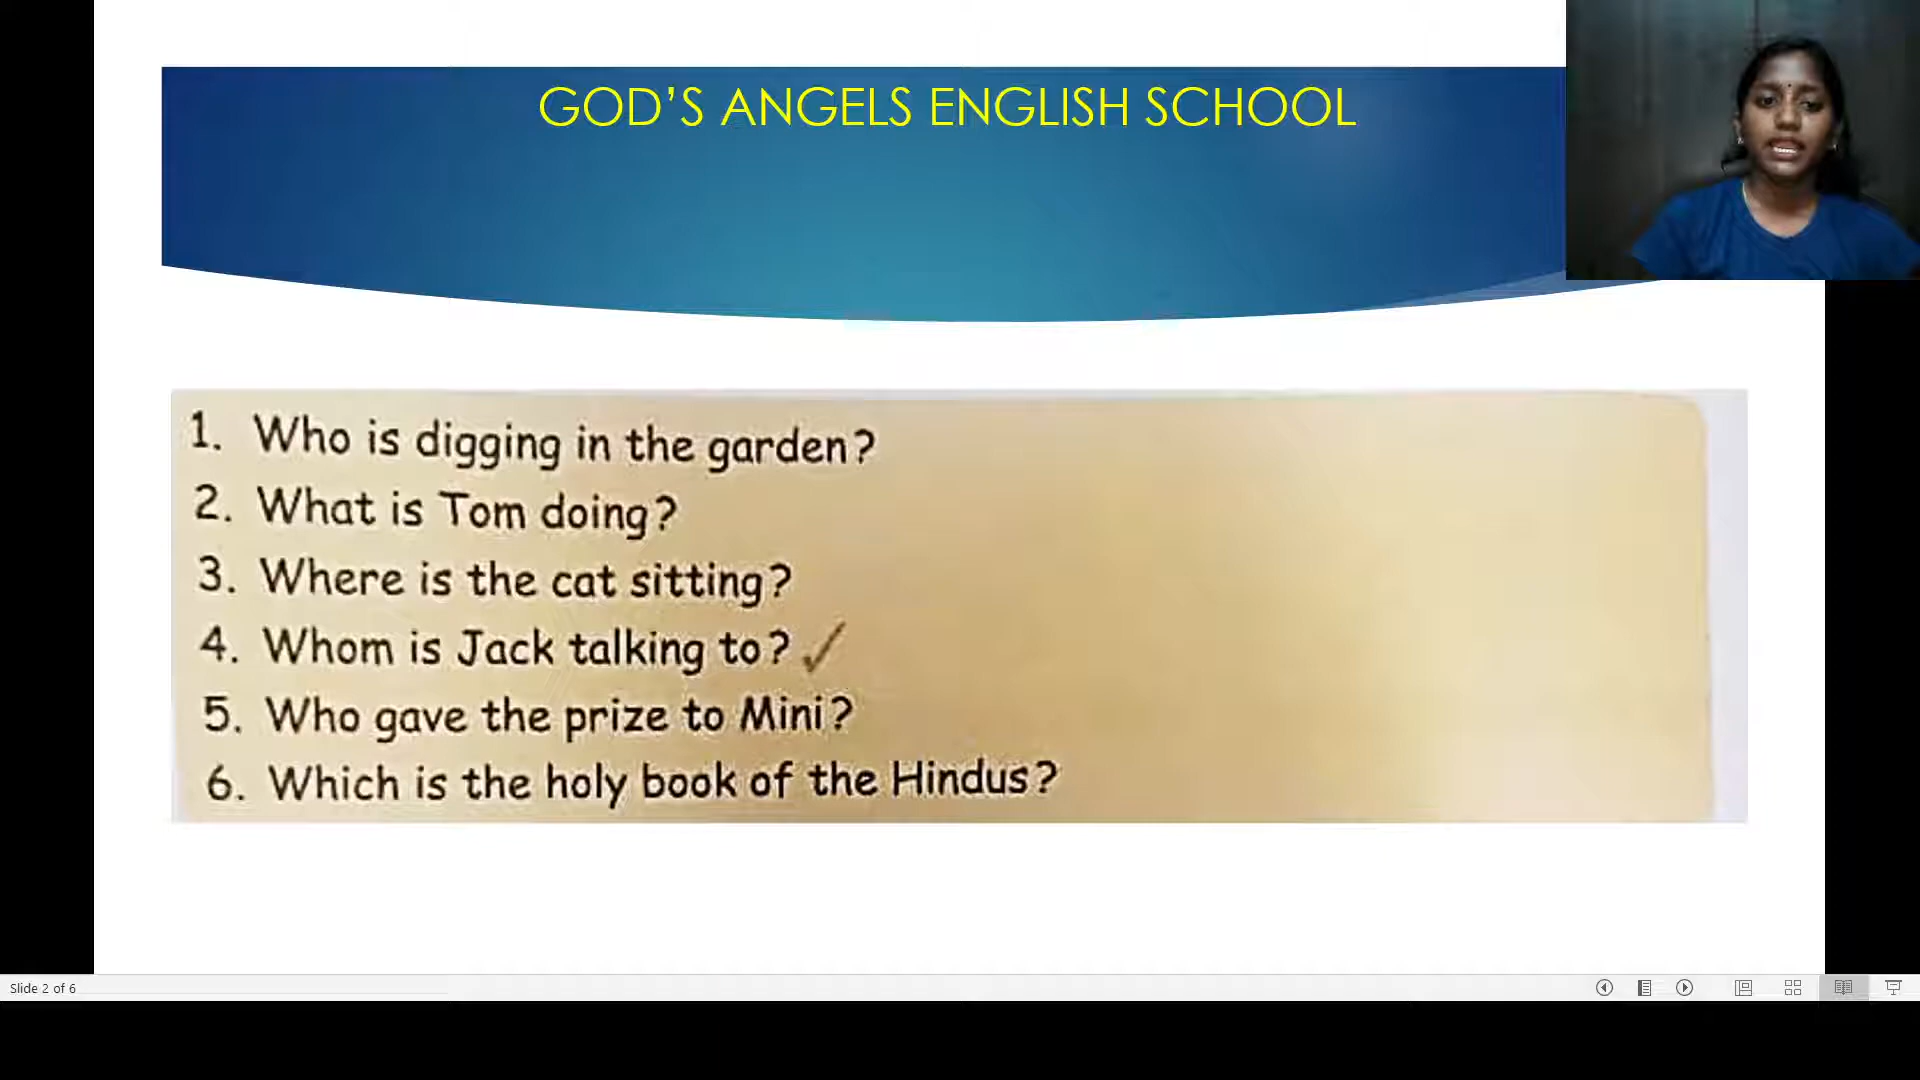 GOD’S ANGELS ENGLISH SCHOOL
1. Who is digging in the garden?
2. What is Tom doing?
3. Where is the cat sitting?
4. Whom is Jack talking to?
5. Who gave the prize to Mini?
6. Which is the holy book of the Hindus?
Slide 2 of 6